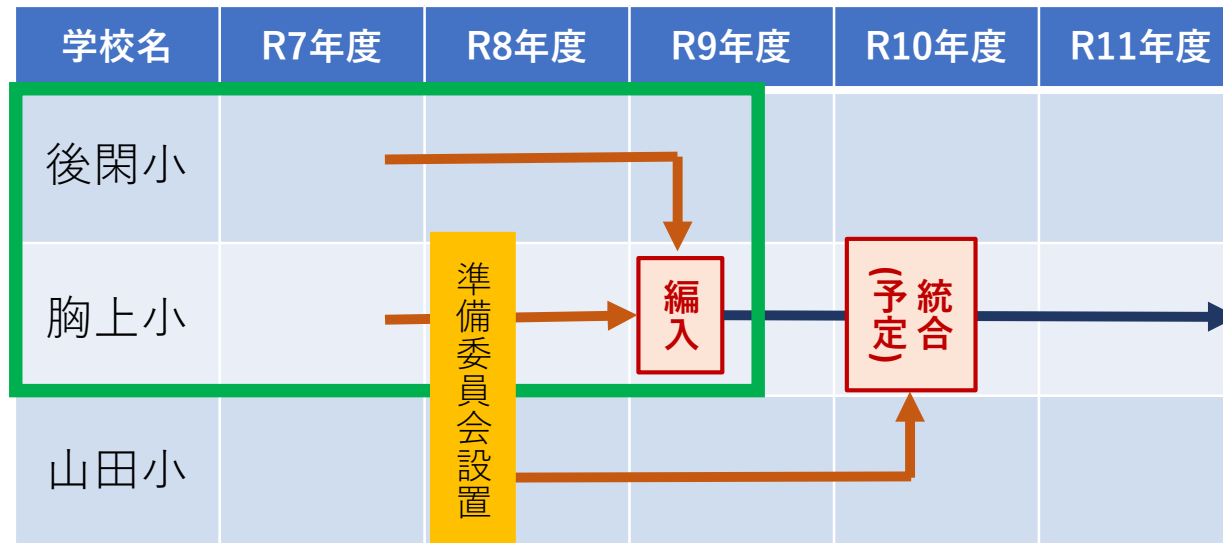 学校名 R7年度 R8年度 R9年度 R10年度 R11年度
後閑小
胸上小
山田小
準備委員会設置
編入
統合
(予定)